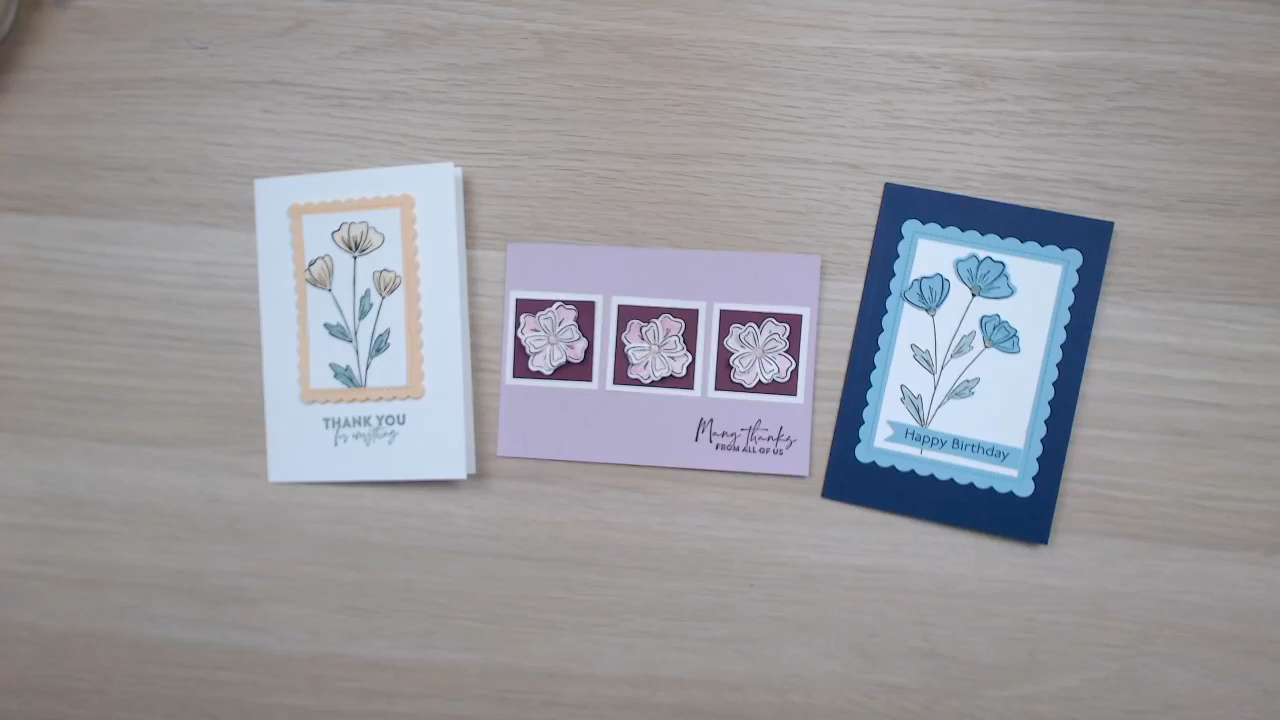 THANK YOU
for everything
Many thanks
FROM ALL OF US
Happy Birthday